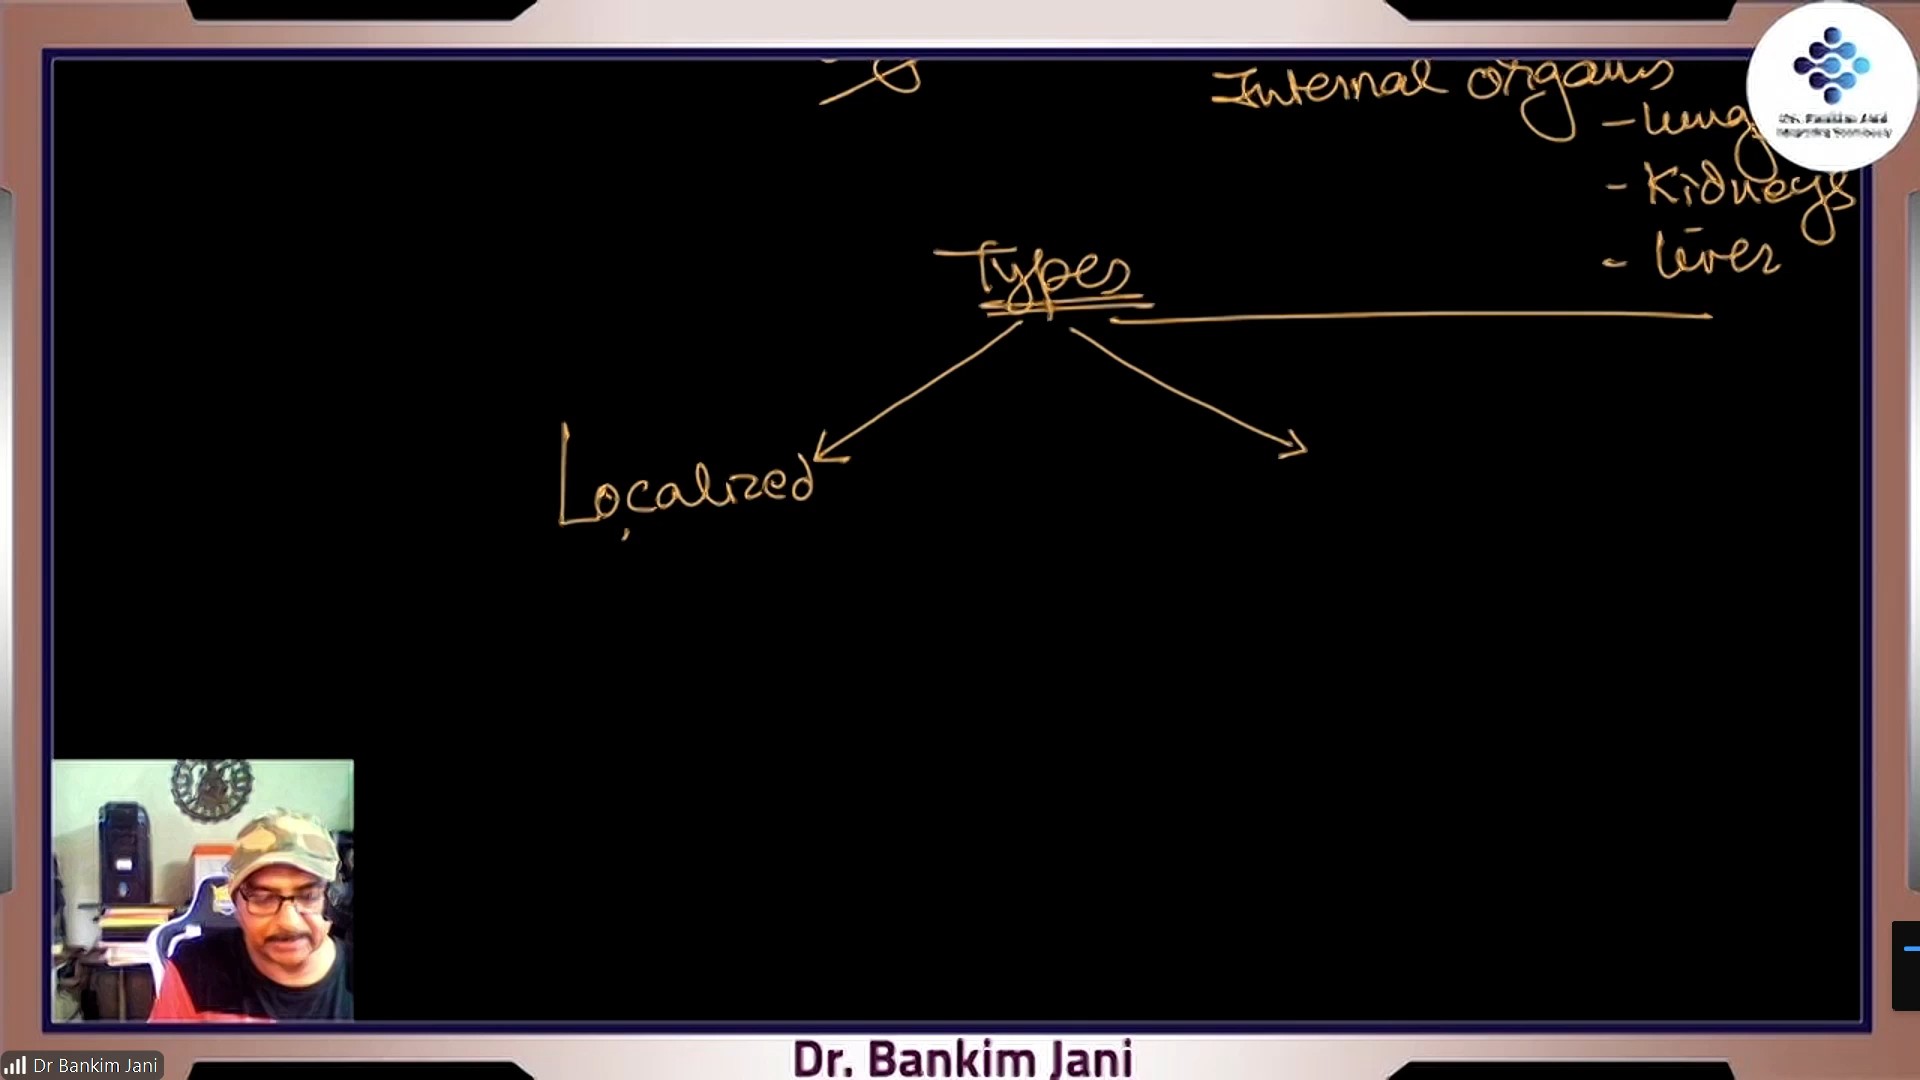 Internal organs
- lungs
- Kidneys
- liver
Types
Localized
Dr Bankim Jani
Dr. Bankim Jani